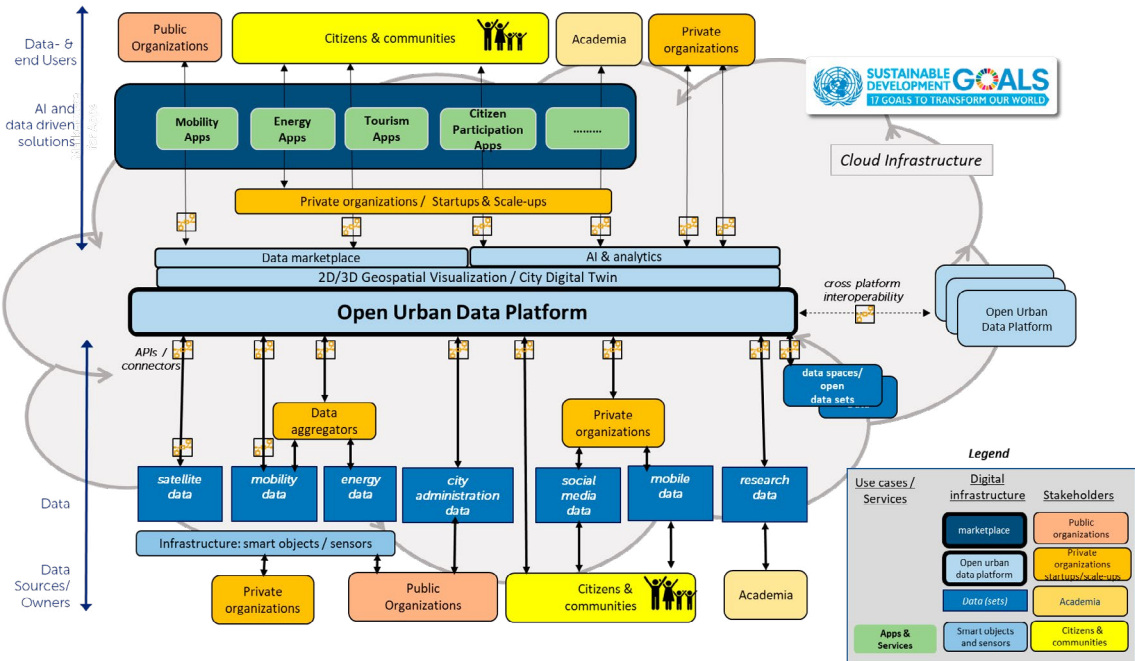 Data- &
end Users
AI and
data driven
solutions
Public
Organizations
Citizens & communities
Academia
Private
organizations
SUSTAINABLE
DEVELOPMENT
GOALS
17 GOALS TO TRANSFORM OUR WORLD
Mobility
Apps
Energy
Apps
Tourism
Apps
Citizen
Participation
Apps
.........
Cloud Infrastructure
Private organizations / Startups & Scale-ups
Data marketplace
AI & analytics
2D/3D Geospatial Visualization / City Digital Twin
Open Urban Data Platform
cross platform
interoperability
Open Urban
Data Platform
APIs /
connectors
data spaces/
open
data sets
Data
aggregators
Private
organizations
Data
satellite
data
mobility
data
energy
data
city
administration
data
social
media
data
mobile
data
research
data
Infrastructure: smart objects / sensors
Data
Sources/
Owners
Private
organizations
Public
Organizations
Citizens &
communities
Academia
Legend
Use cases /
Services
Digital
infrastructure
Stakeholders
marketplace
Public
organizations
Open urban
data platform
Private
organizations
startups/scale-ups
Data (sets)
Academia
Apps &
Services
Smart objects
and sensors
Citizens &
communities